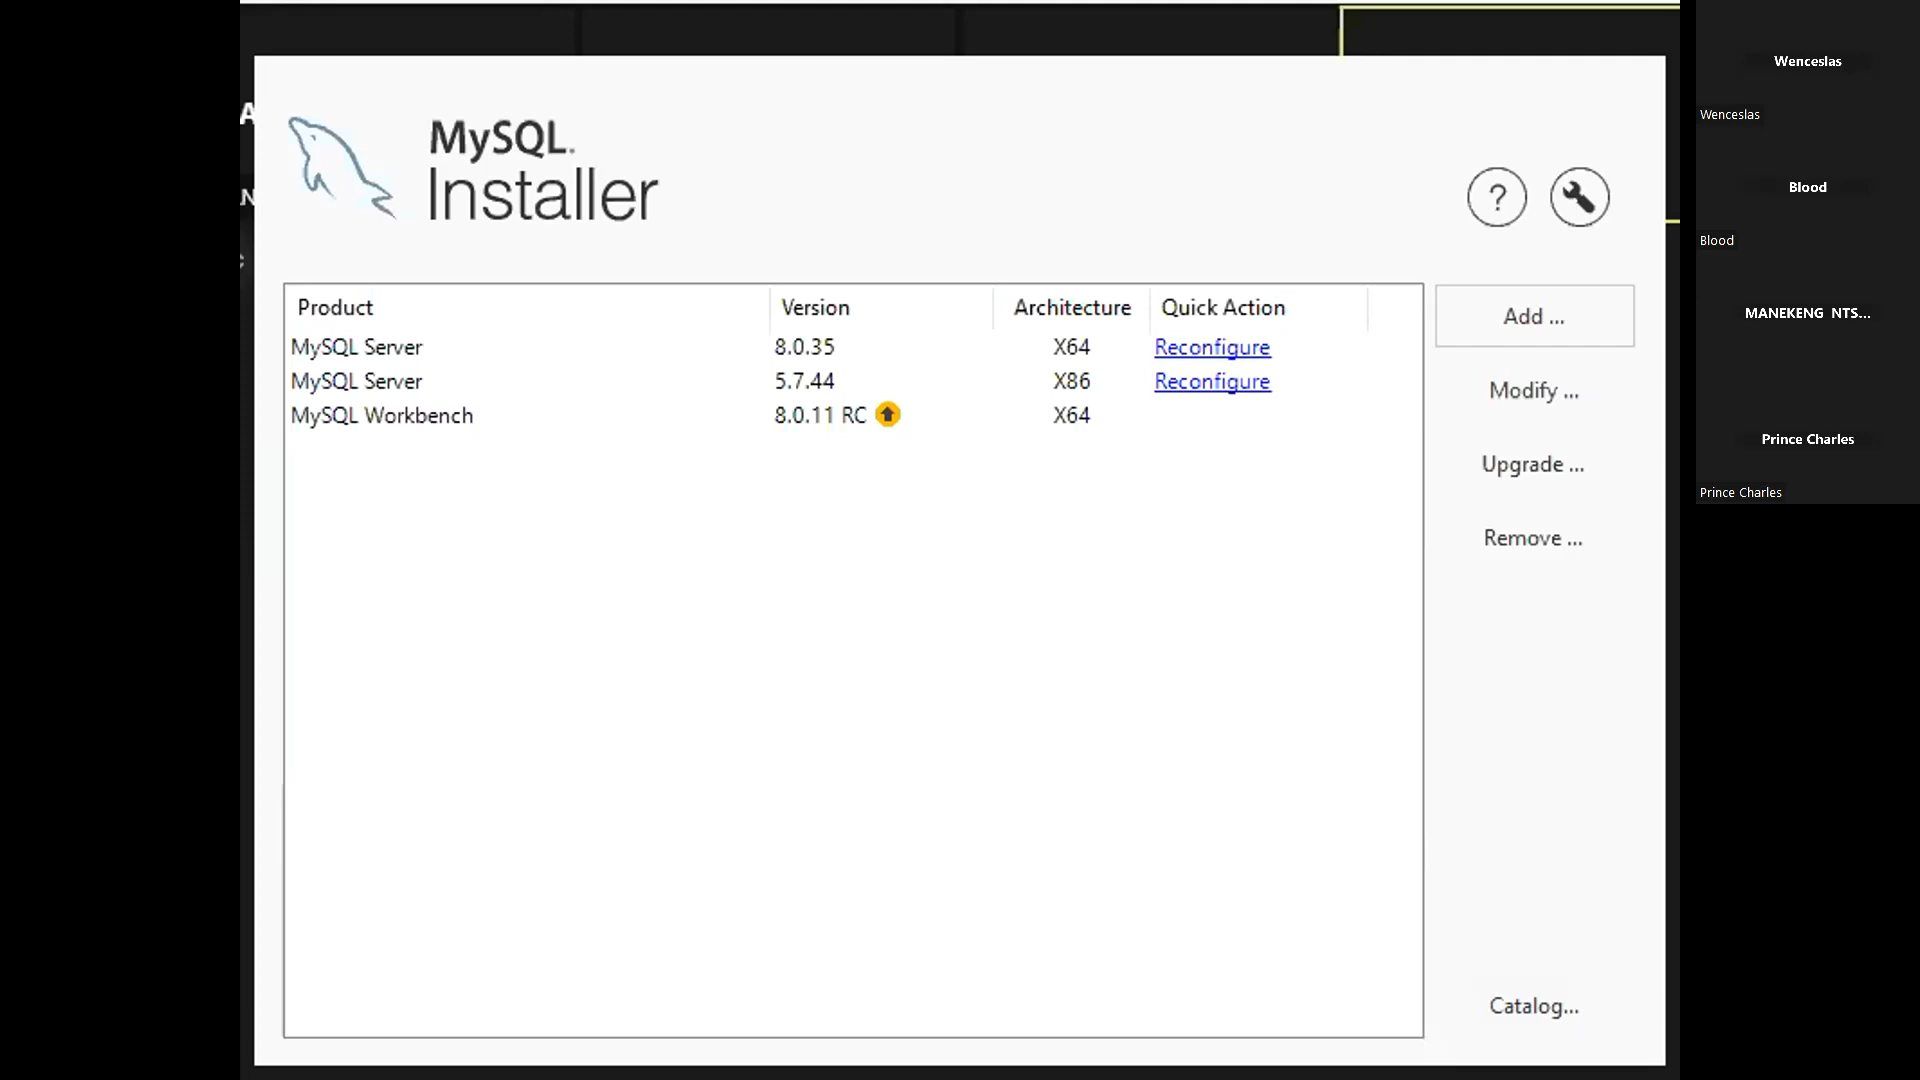 MySQL.
Installer
?
Product Version Architecture Quick Action
MySQL Server 8.0.35 X64 Reconfigure
MySQL Server 5.7.44 X86 Reconfigure
MySQL Workbench 8.0.11 RC X64
Add ...
Modify ...
Upgrade ...
Remove ...
Catalog...
Wenceslas
Wenceslas
Blood
Blood
MANEKENG NTS...
Prince Charles
Prince Charles